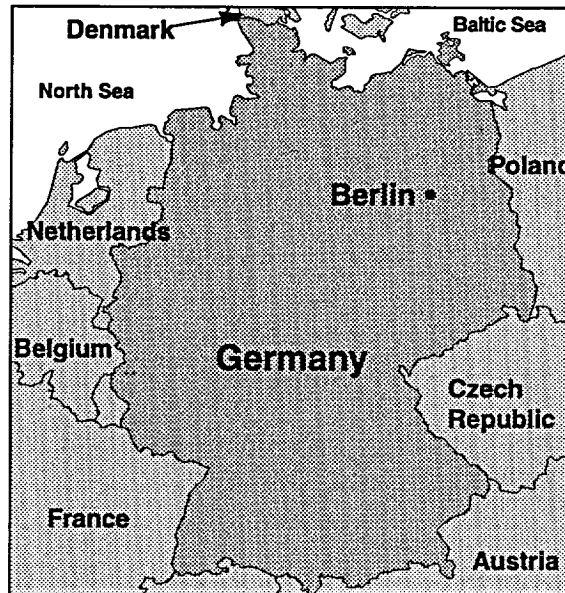 Denmark
Baltic Sea
North Sea
Poland
Berlin
Netherlands
Belgium
Germany
Czech
Republic
France
Austria